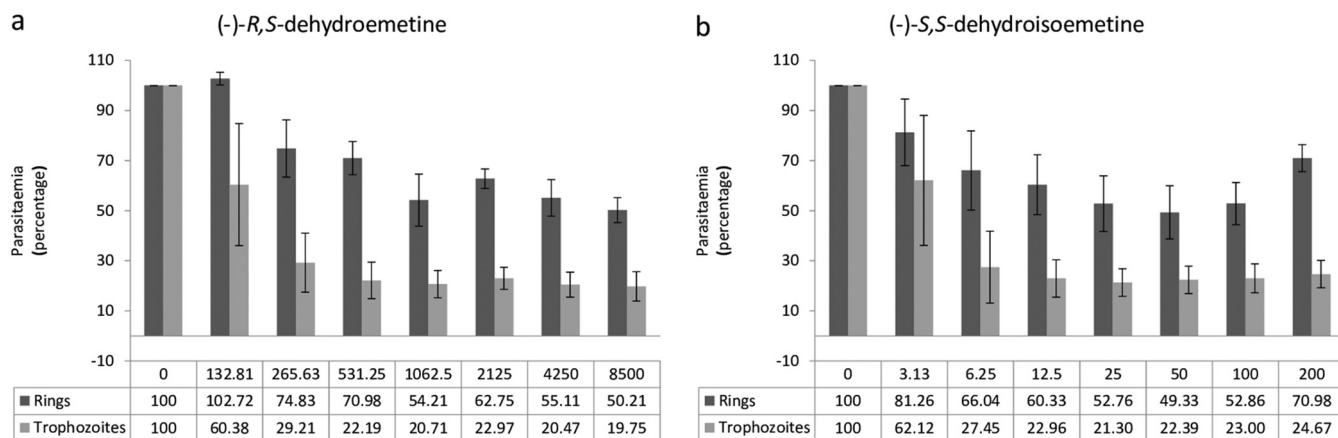 a
(-)-R,S-dehydroemetine
Parasitaemia
(percentage)
110
90
70
50
30
10
-10
0 132.81 265.63 531.25 1062.5 2125 4250 8500
Rings 100 102.72 74.83 70.98 54.21 62.75 55.11 50.21
Trophozoites 100 60.38 29.21 22.19 20.71 22.97 20.47 19.75
b
(-)-S,S-dehydroisoemetine
Parasitaemia
(percentage)
110
90
70
50
30
10
-10
0 3.13 6.25 12.5 25 50 100 200
Rings 100 81.26 66.04 60.33 52.76 49.33 52.86 70.98
Trophozoites 100 62.12 27.45 22.96 21.30 22.39 23.00 24.67